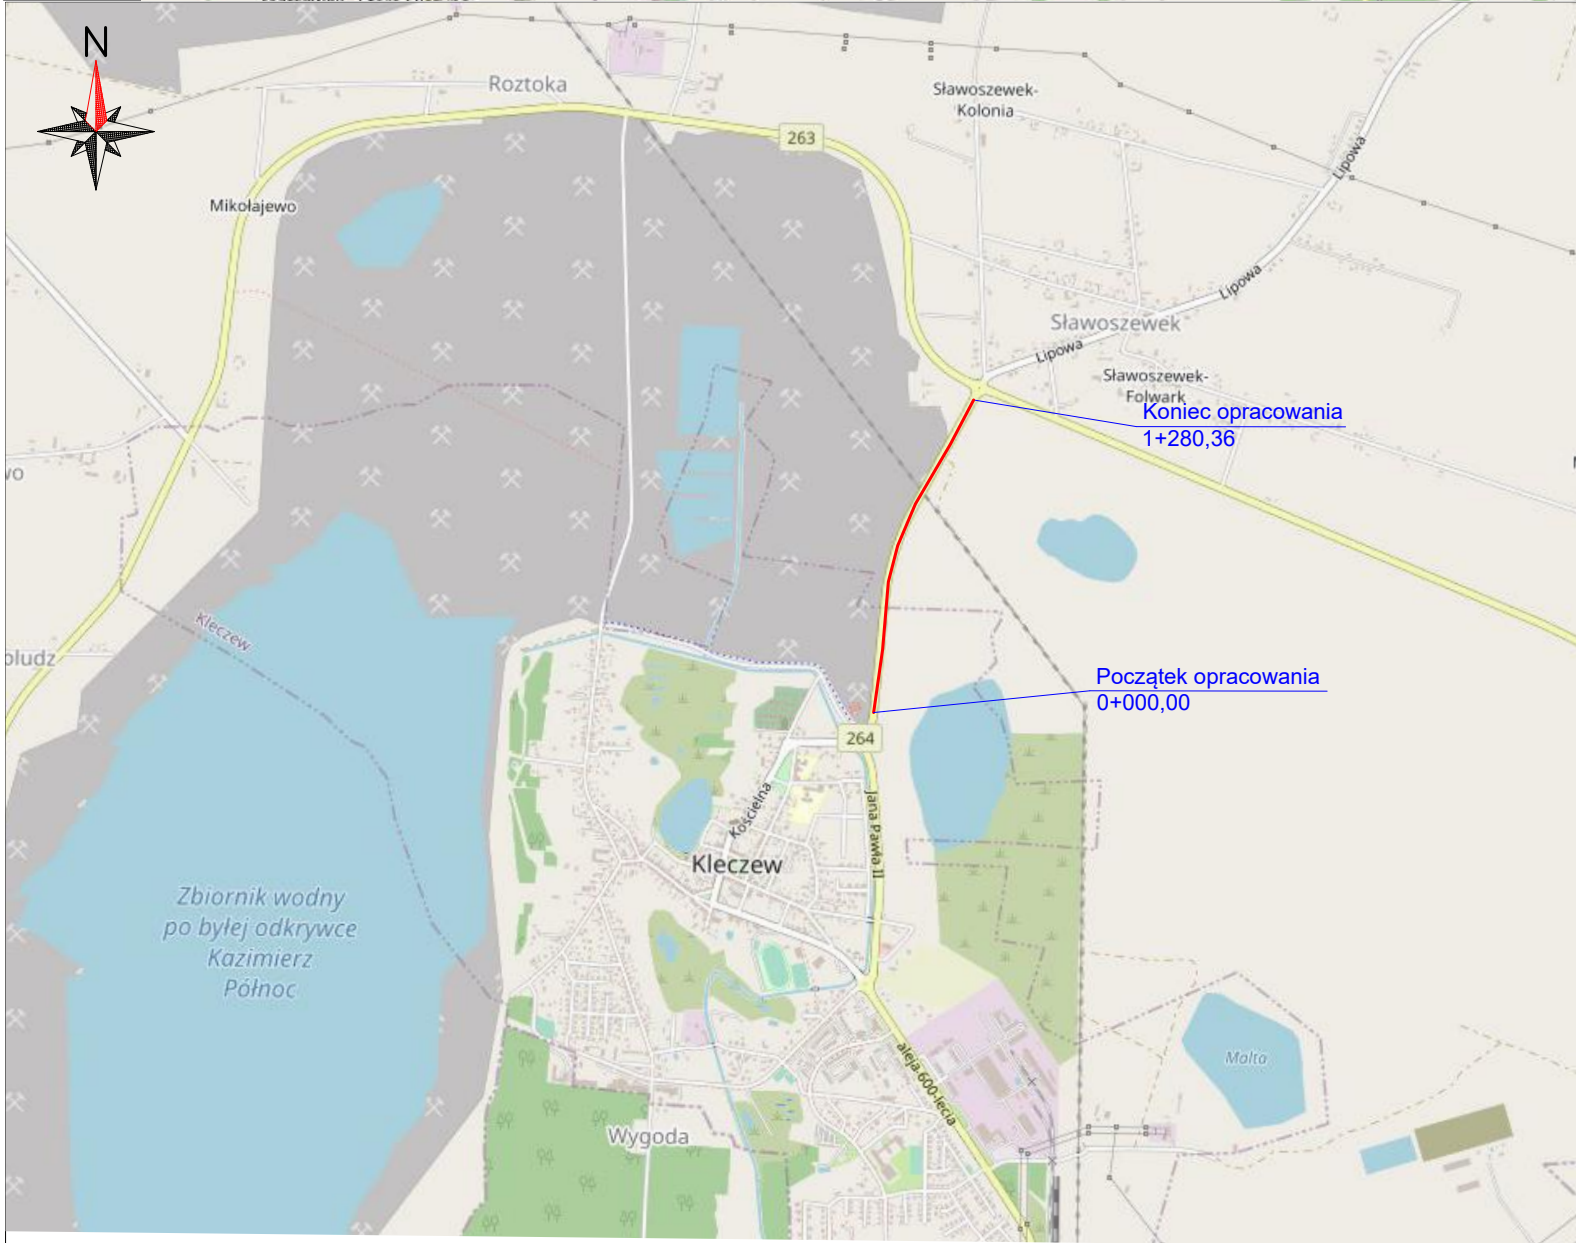 N
Roztoka
Sławoszewek-
Kolonia
263
Lipowa
Mikołajewo
Lipowa
Sławoszewek
Lipowa
Sławoszewek-
Folwark
Koniec opracowania
1+280,36
Kleczew
oludz
Początek opracowania
0+000,00
264
Kościelna
Jana Pawła II
Kleczew
Zbiornik wodny
po byłej odkrywce
Kazimierz
Północ
aleja 600-lecia
Malta
Wygoda